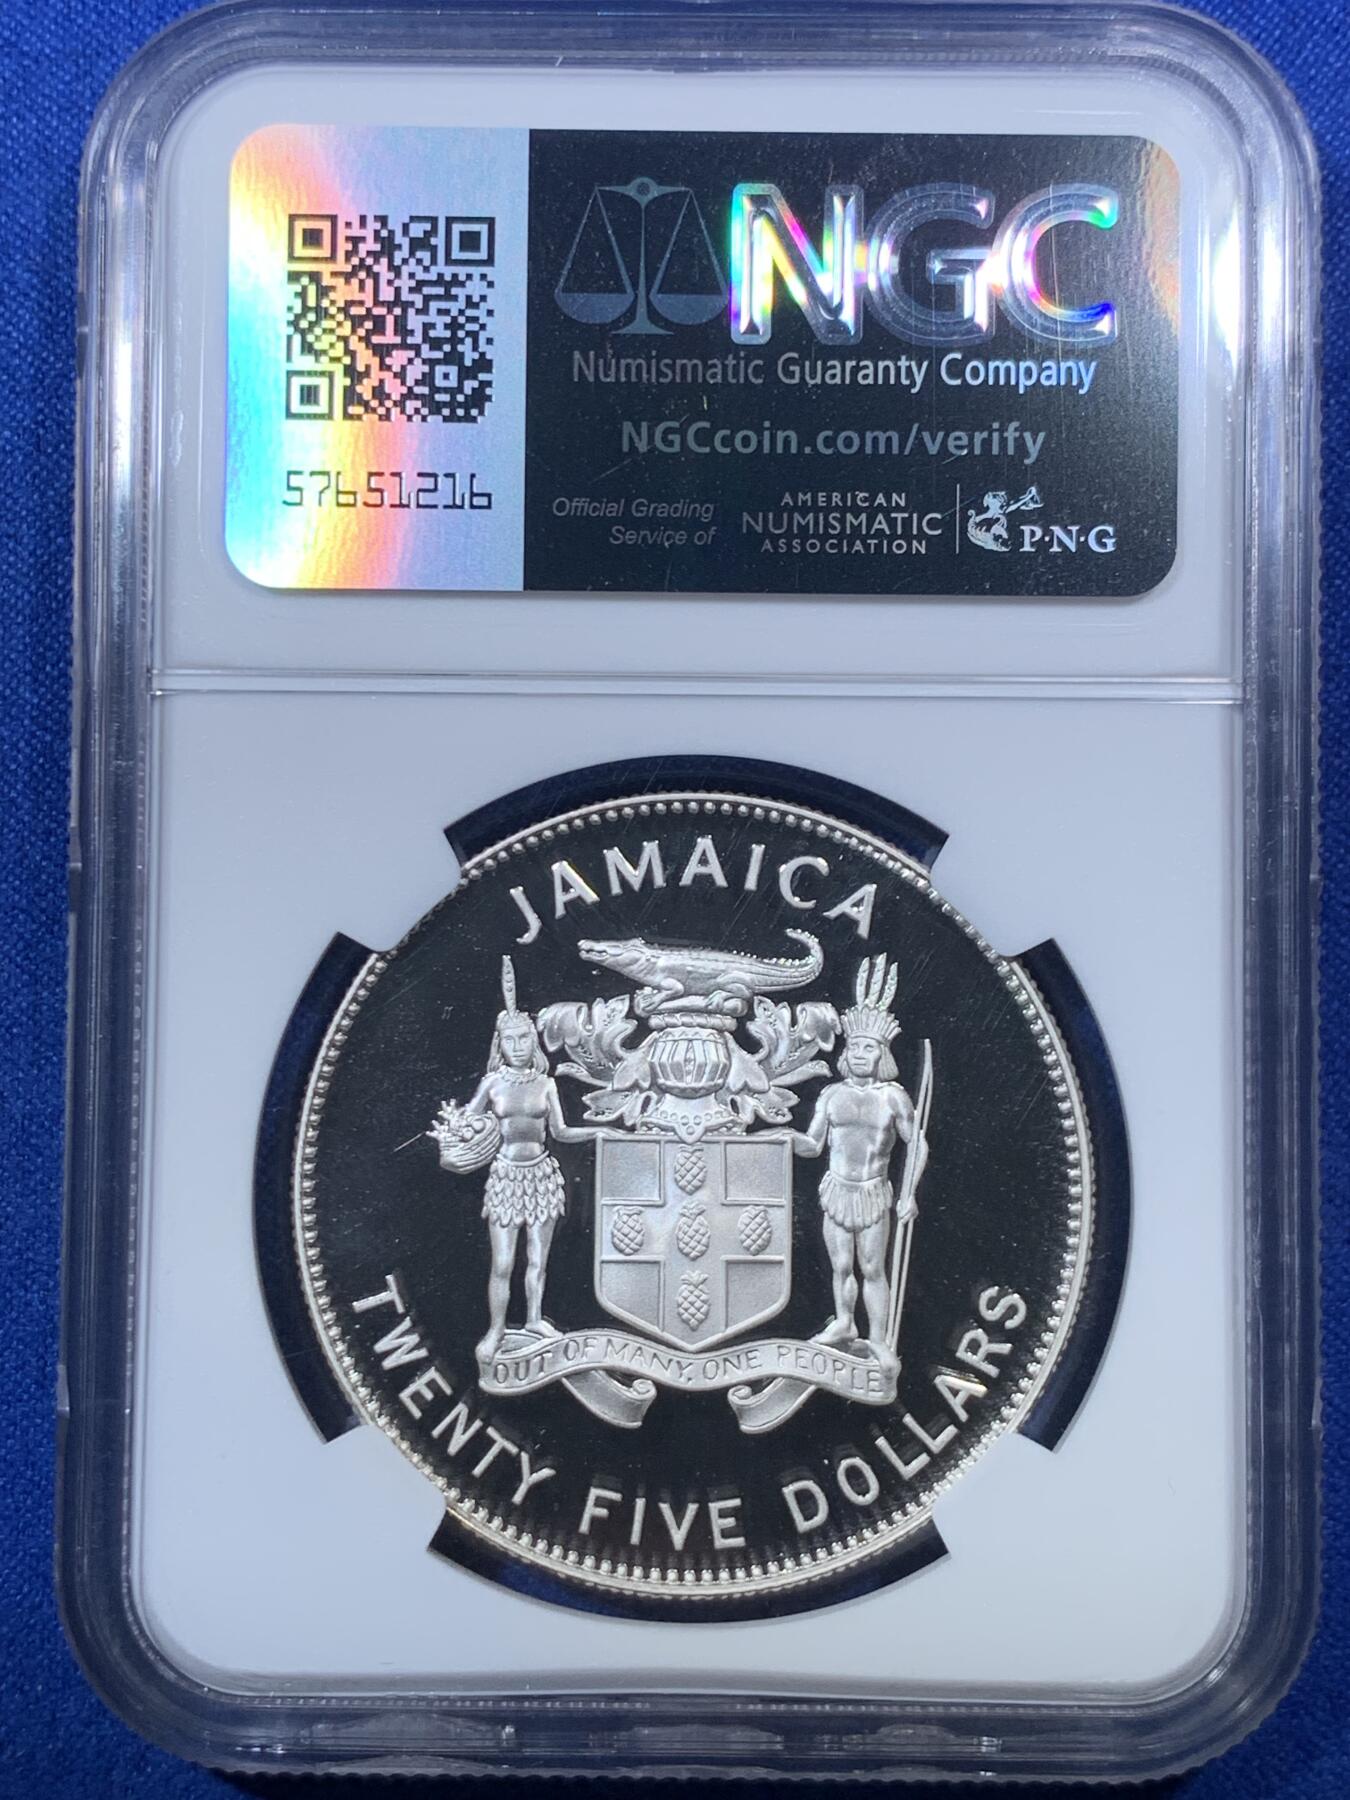 NGC
Numismatic Guaranty Company
NGCcoin.com/verify
57651216
Official Grading
Service of
AMERICAN
NUMISMATIC
ASSOCIATION
P·N·G
JAMAICA
OUT OF MANY, ONE PEOPLE
TWENTY FIVE DOLLARS